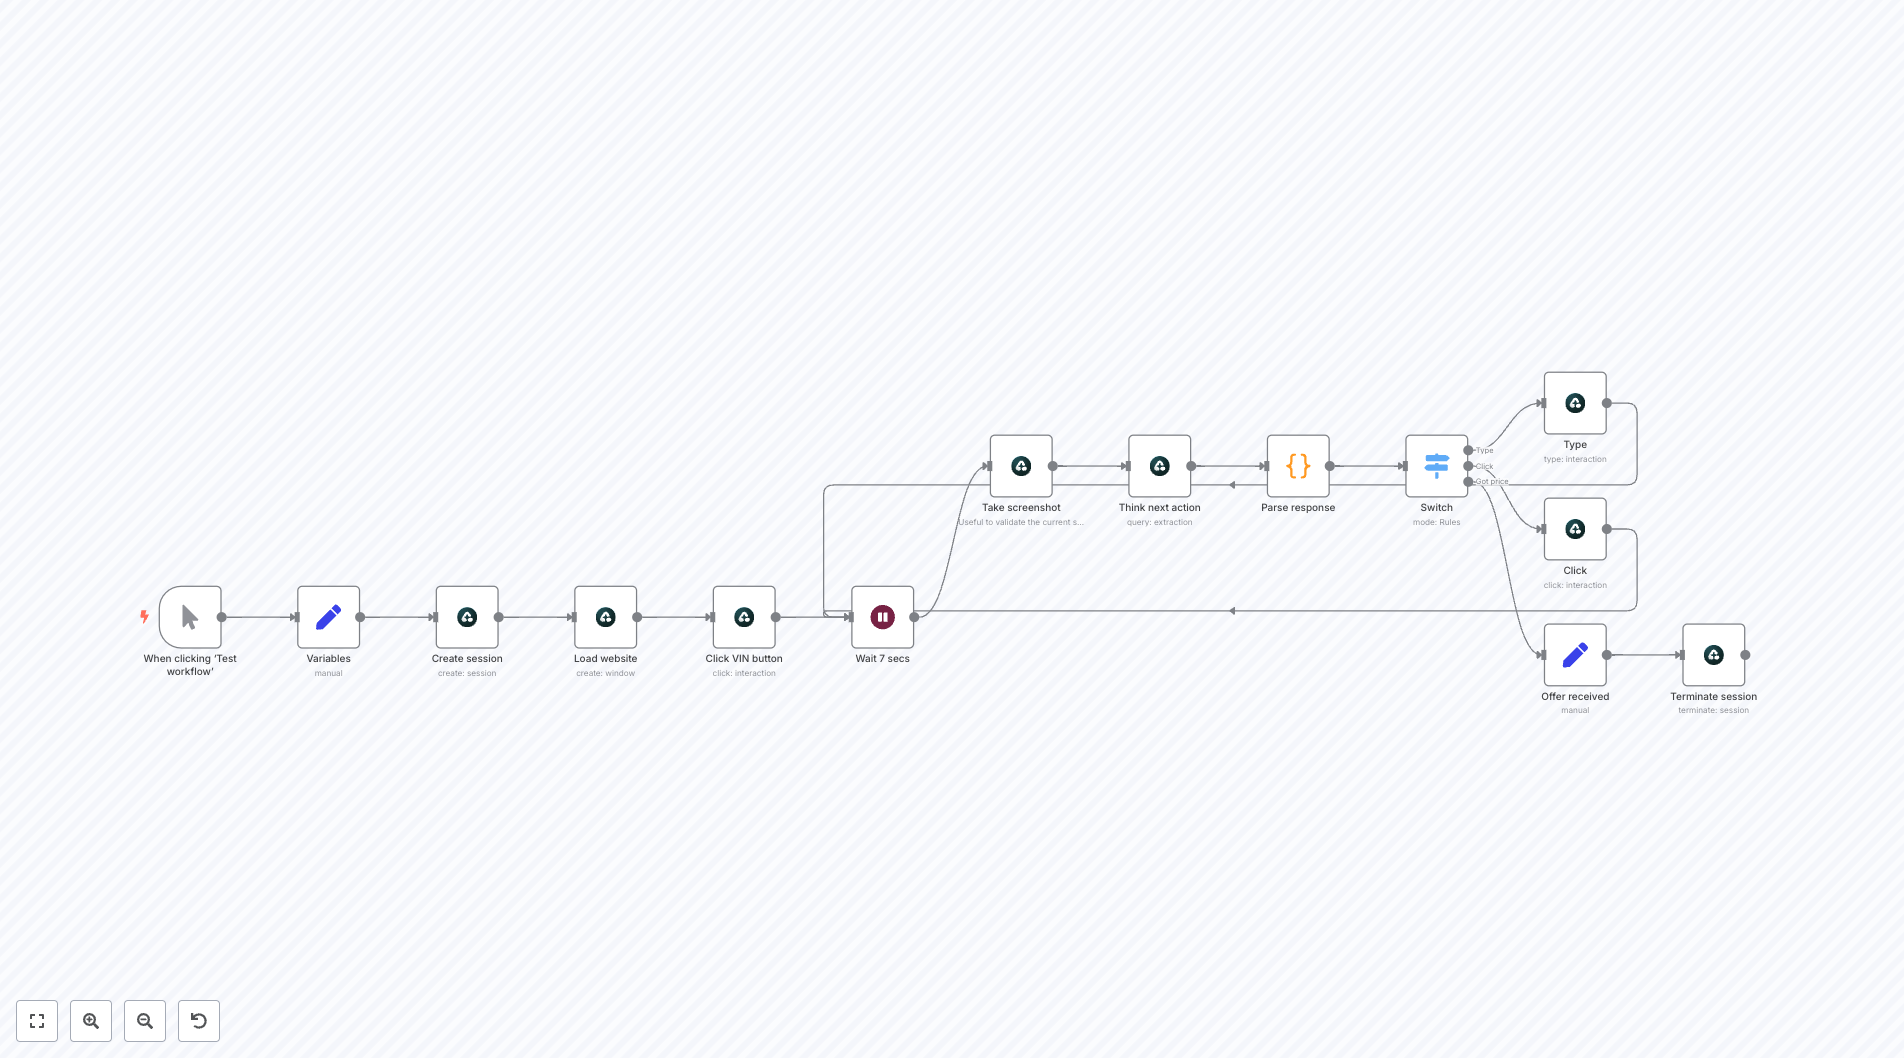 Type
type: interaction
Type
Click
Got price
Take screenshot
Useful to validate the current s...
Think next action
query: extraction
Parse response
Switch
mode: Rules
Click
click: interaction
When clicking ‘Test
workflow’
Variables
manual
Create session
create: session
Load website
create: window
Click VIN button
click: interaction
Wait 7 secs
Offer received
manual
Terminate session
terminate: session